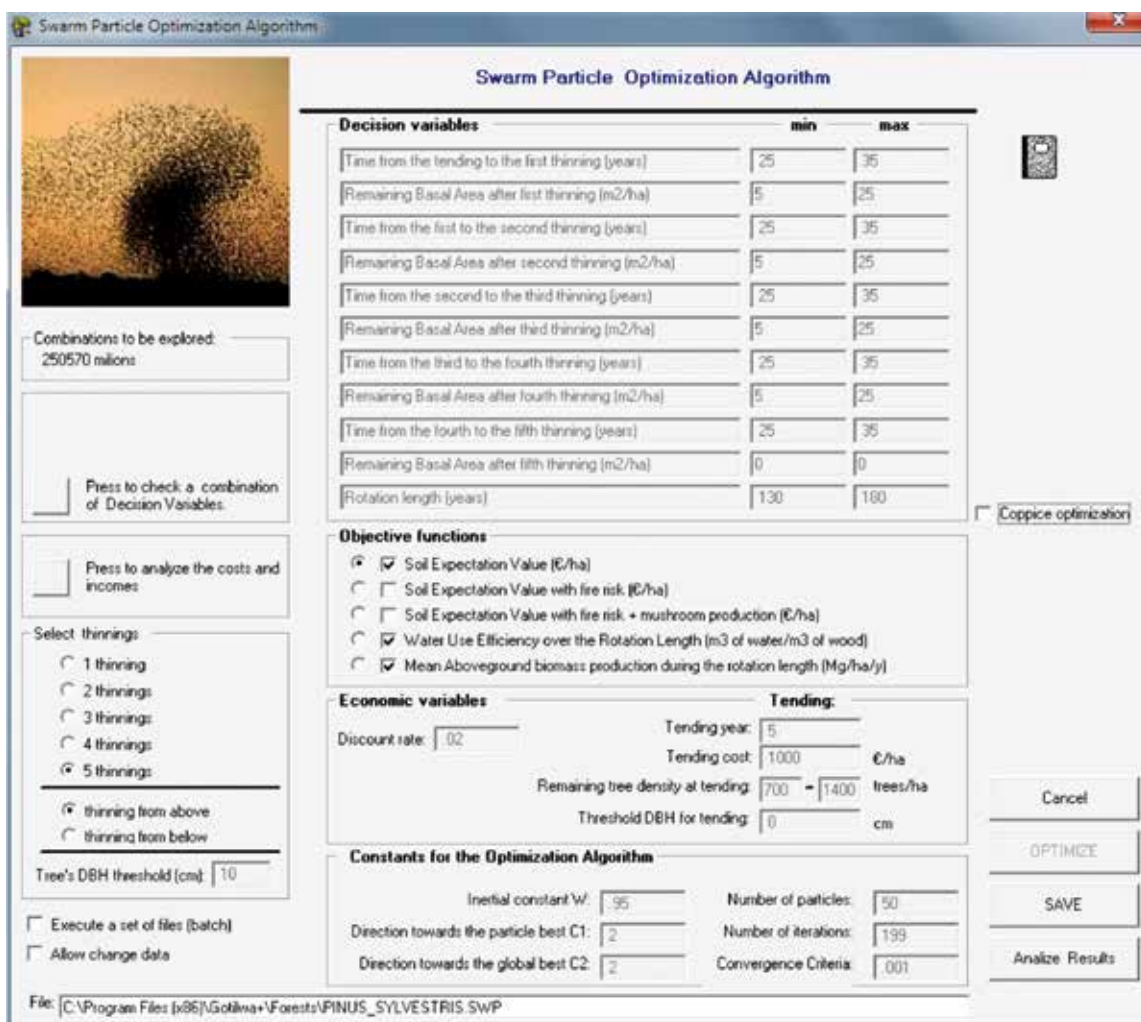 Swarm Particle Optimization Algorithm
Swarm Particle Optimization Algorithm
Decision variables min max
Time from the tending to the first thinning (years) 25 35
Remaining Basal Area after first thinning (m2/ha) 5 25
Time from the first to the second thinning (years) 25 35
Remaining Basal Area after second thinning (m2/ha) 5 25
Time from the second to the third thinning (years) 25 35
Remaining Basal Area after third thinning (m2/ha) 5 25
Time from the third to the fourth thinning (years) 25 35
Remaining Basal Area after fourth thinning (m2/ha) 5 25
Time from the fourth to the fifth thinning (years) 25 35
Remaining Basal Area after fifth thinning (m2/ha) 0 0
Rotation length (years) 130 180
Coppice optimization
Combinations to be explored:
250570 milions
Press to check a combination
of Decision Variables.
Press to analyze the costs and
incomes
Select thinnings
1 thinning
2 thinnings
3 thinnings
4 thinnings
5 thinnings
thinning from above
thinning from below
Tree's DBH threshold (cm): 10
Execute a set of files (batch)
Allow change data
Objective functions
Soil Expectation Value (€/ha)
Soil Expectation Value with fire risk (€/ha)
Soil Expectation Value with fire risk + mushroom production (€/ha)
Water Use Efficiency over the Rotation Length (m3 of water/m3 of wood)
Mean Aboveground biomass production during the rotation length (Mg/ha/y)
Economic variables
Discount rate: .02
Tending:
Tending year: 5
Tending cost: 1000 €/ha
Remaining tree density at tending: 700 - 1400 trees/ha
Threshold DBH for tending: 0 cm
Constants for the Optimization Algorithm
Inertial constant W: .95
Number of particles: 50
Direction towards the particle best C1: 2
Number of iterations: 199
Direction towards the global best C2: 2
Convergence Criteria: .001
Cancel
OPTIMIZE
SAVE
Analize Results
File: C:\Program Files (x86)\Gotilwa+\Forests\PINUS_SYLVESTRIS.SWP